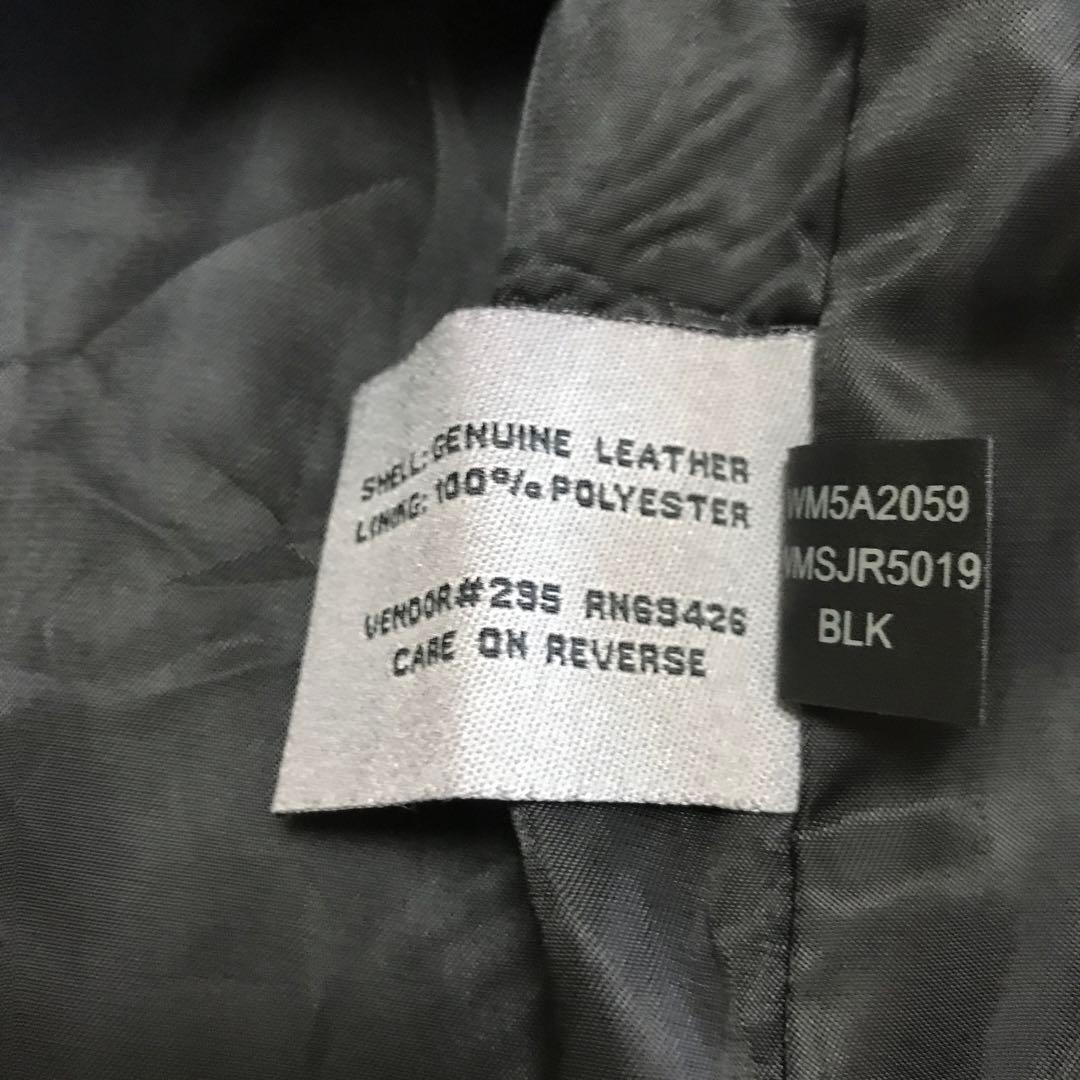 SHELL: GENUINE LEATHER
LINING: 100% POLYESTER
VENDOR#295 RN69426
CARE ON REVERSE
WM5A2059
WMSJR5019
BLK